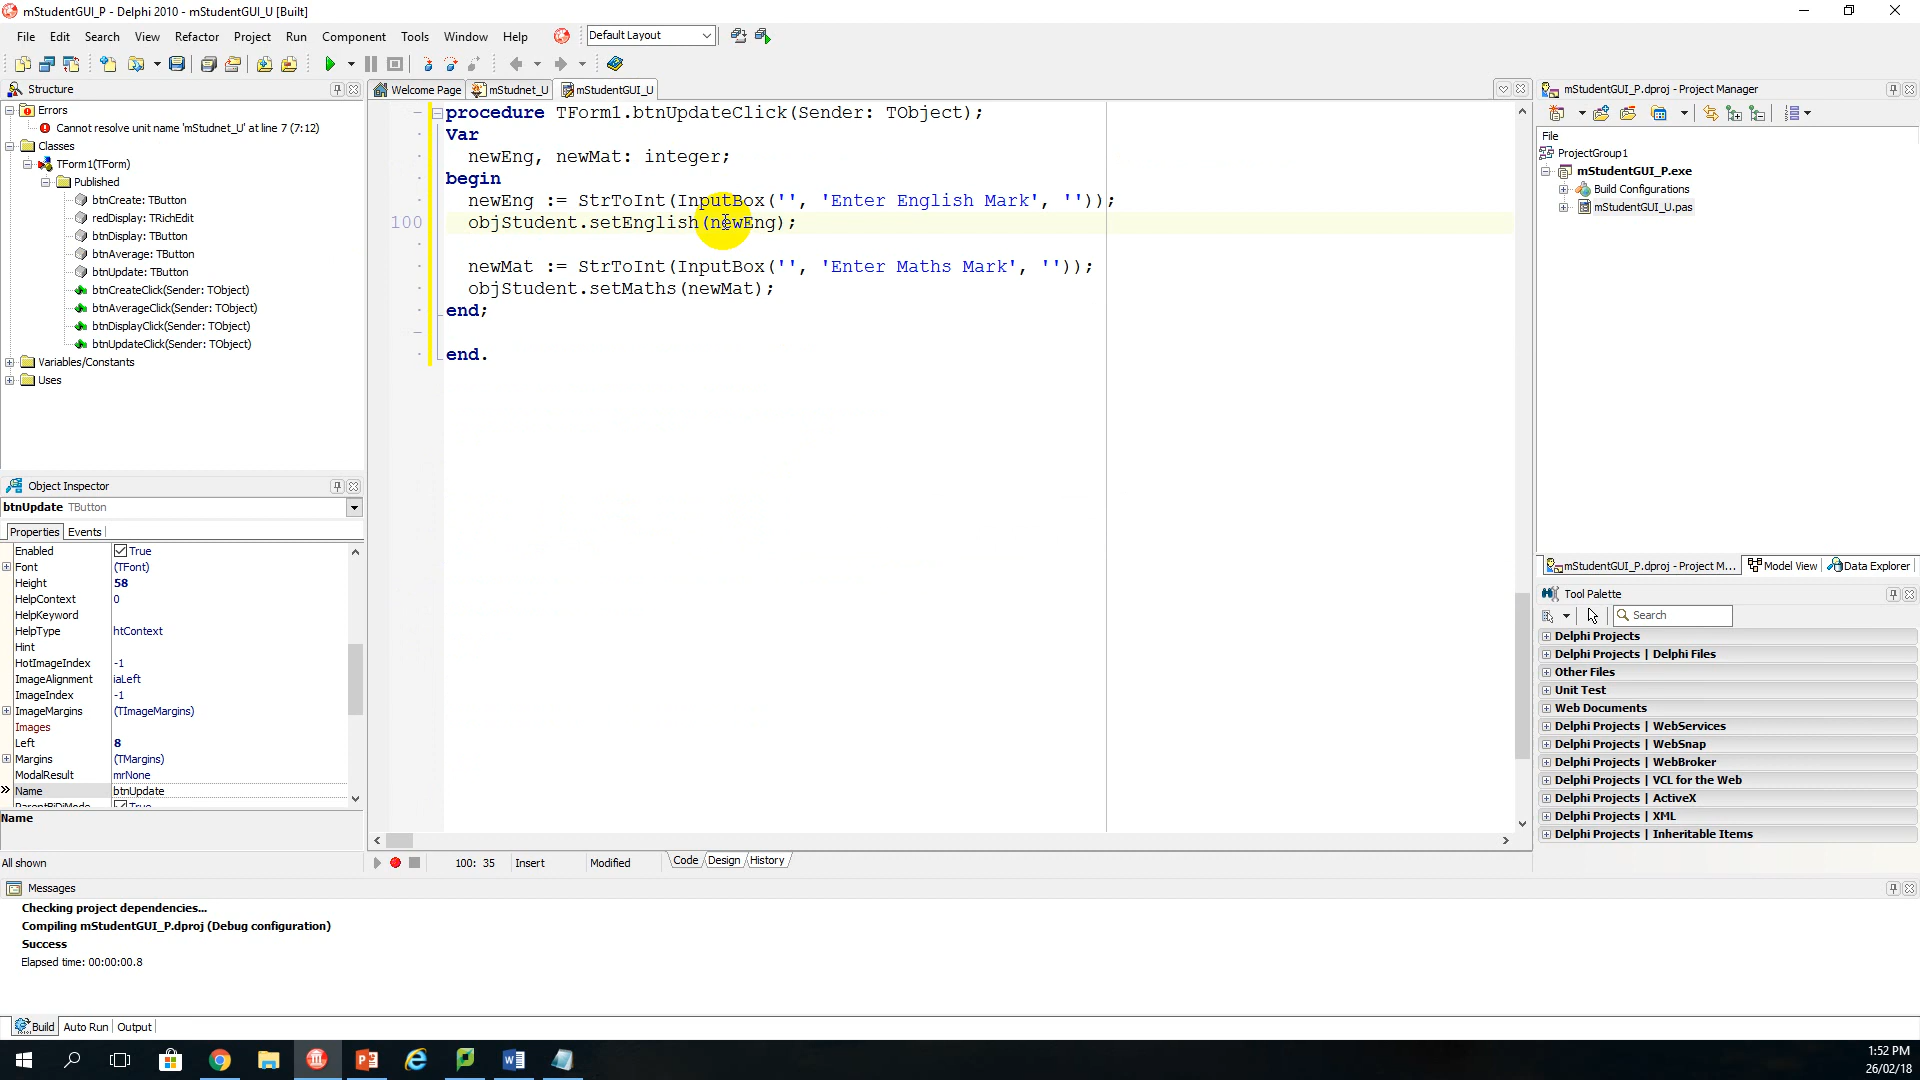 mStudentGUI_P - Delphi 2010 - mStudentGUI_U [Built]
File Edit Search View Refactor Project Run Component Tools Window Help Default Layout
Structure
Errors
Cannot resolve unit name 'mStudnet_U' at line 7 (7:12)
Classes
TForm1(TForm)
Published
btnCreate: TButton
redDisplay: TRichEdit
btnDisplay: TButton
btnAverage: TButton
btnUpdate: TButton
btnCreateClick(Sender: TObject)
btnAverageClick(Sender: TObject)
btnDisplayClick(Sender: TObject)
btnUpdateClick(Sender: TObject)
Variables/Constants
Uses
Object Inspector
btnUpdate TButton
Properties Events
Enabled True
Font (TFont)
Height 58
HelpContext 0
HelpKeyword
HelpType htContext
Hint
HotImageIndex -1
ImageAlignment iaLeft
ImageIndex -1
ImageMargins (TImageMargins)
Images
Left 8
Margins (TMargins)
ModalResult mrNone
Name btnUpdate
ParentBiDiMode True
Name
All shown
Welcome Page mStudnet_U mStudentGUI_U
procedure TForm1.btnUpdateClick(Sender: TObject);
Var
newEng, newMat: integer;
begin
newEng := StrToInt(InputBox('', 'Enter English Mark', ''));
100 objStudent.setEnglish(newEng);
newMat := StrToInt(InputBox('', 'Enter Maths Mark', ''));
objStudent.setMaths(newMat);
end;
end.
100: 35 Insert Modified Code Design History
mStudentGUI_P.dproj - Project Manager
File
ProjectGroup1
mStudentGUI_P.exe
Build Configurations
mStudentGUI_U.pas
mStudentGUI_P.dproj - Project M... Model View Data Explorer
Tool Palette
Search
Delphi Projects
Delphi Projects | Delphi Files
Other Files
Unit Test
Web Documents
Delphi Projects | WebServices
Delphi Projects | WebSnap
Delphi Projects | WebBroker
Delphi Projects | VCL for the Web
Delphi Projects | ActiveX
Delphi Projects | XML
Delphi Projects | Inheritable Items
Messages
Checking project dependencies...
Compiling mStudentGUI_P.dproj (Debug configuration)
Success
Elapsed time: 00:00:00.8
Build Auto Run Output
1:52 PM
26/02/18